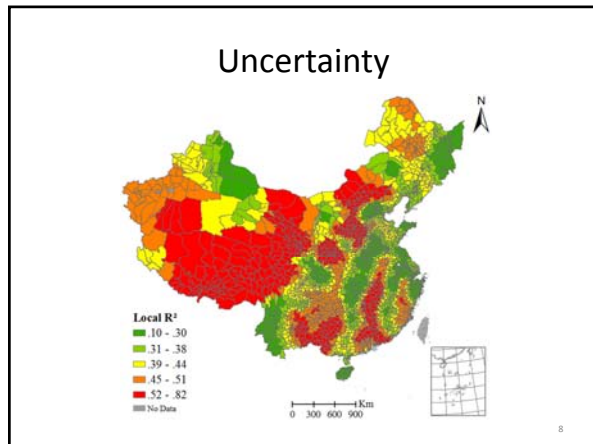 Uncertainty
N
Local R²
.10 - .30
.31 - .38
.39 - .44
.45 - .51
.52 - .82
No Data
Km
0 300 600 900
8